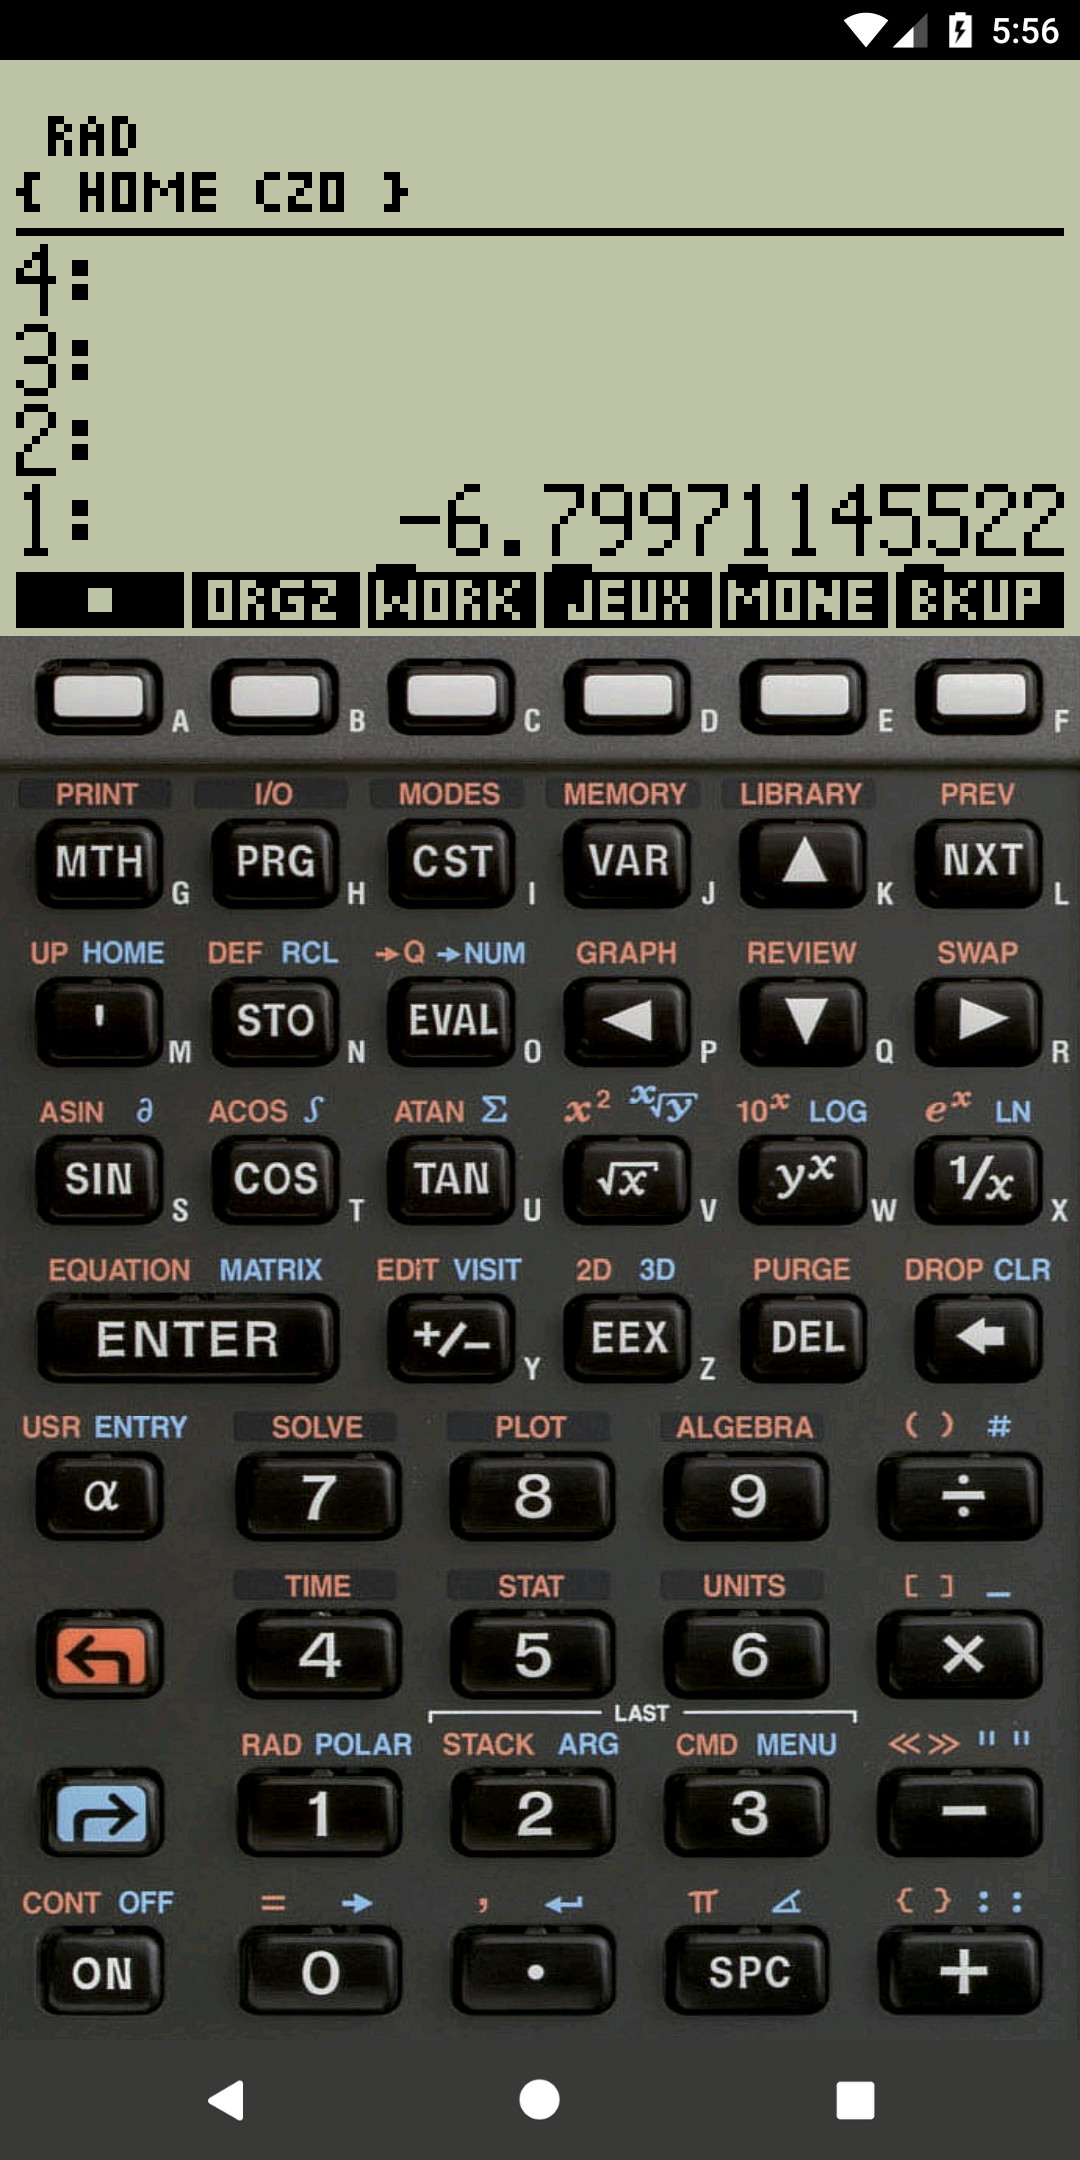 5:56
RAD
{ HOME CZO }
4:
3:
2:
1: -6.79971145522
ORGZ WORK JEUX MONE BKUP
A B C D E F
PRINT I/O MODES MEMORY LIBRARY PREV
MTH G PRG H CST I VAR J ▲ K NXT L
UP HOME DEF RCL →Q →NUM GRAPH REVIEW SWAP
' M STO N EVAL O ◀ P ▼ Q ▶ R
ASIN ∂ ACOS ∫ ATAN Σ x² ˣ√y 10ˣ LOG eˣ LN
SIN S COS T TAN U √x V yˣ W 1/x X
EQUATION MATRIX EDIT VISIT 2D 3D PURGE DROP CLR
ENTER +/− Y EEX Z DEL ←
USR ENTRY SOLVE PLOT ALGEBRA ( ) #
α 7 8 9 ÷
TIME STAT UNITS [ ] _
4 5 6 ×
LAST
RAD POLAR STACK ARG CMD MENU ≪≫ " "
1 2 3 −
CONT OFF = → , ↵ π ∡ { } : :
ON 0 . SPC +